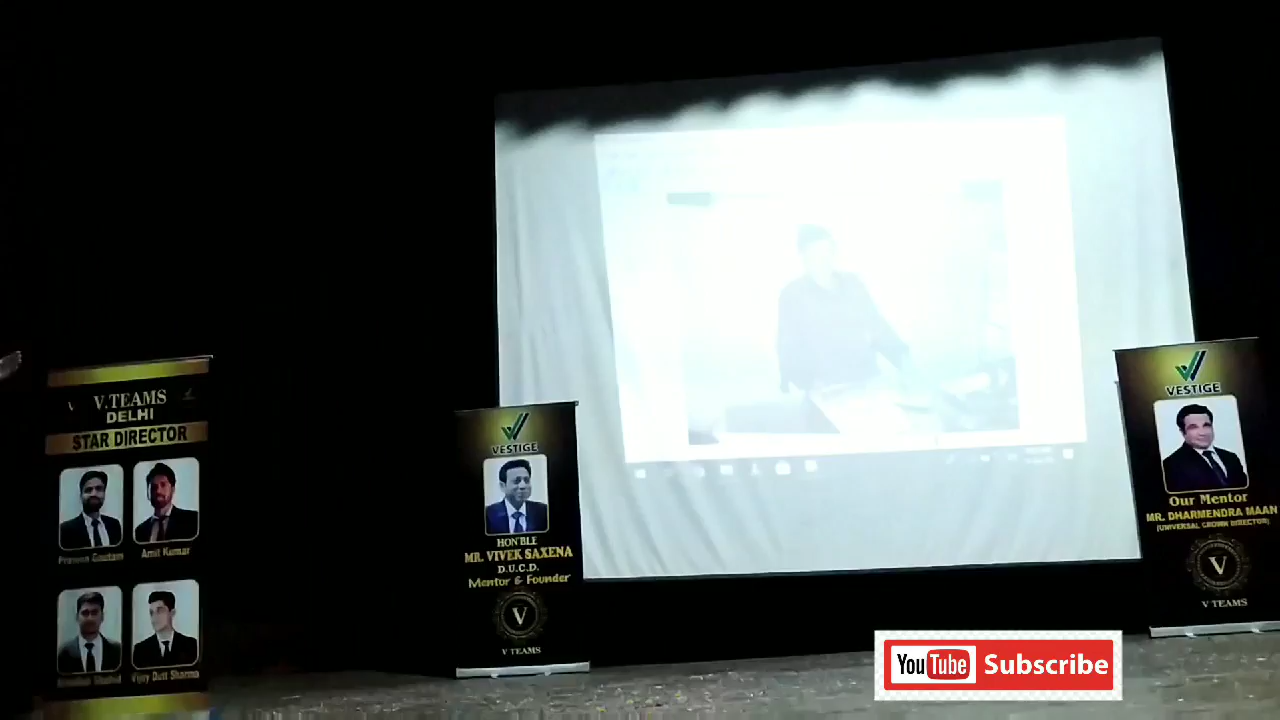 V.TEAMS
DELHI
STAR DIRECTOR
Praveen Gautam
Amit Kumar
Vijay Dutt Sharma
VESTIGE
HON'BLE
MR. VIVEK SAXENA
D.U.C.D.
Mentor & Founder
V
V TEAMS
VESTIGE
Our Mentor
MR. DHARMENDRA MAAN
(UNIVERSAL CROWN DIRECTOR)
V
V TEAMS
YouTube Subscribe